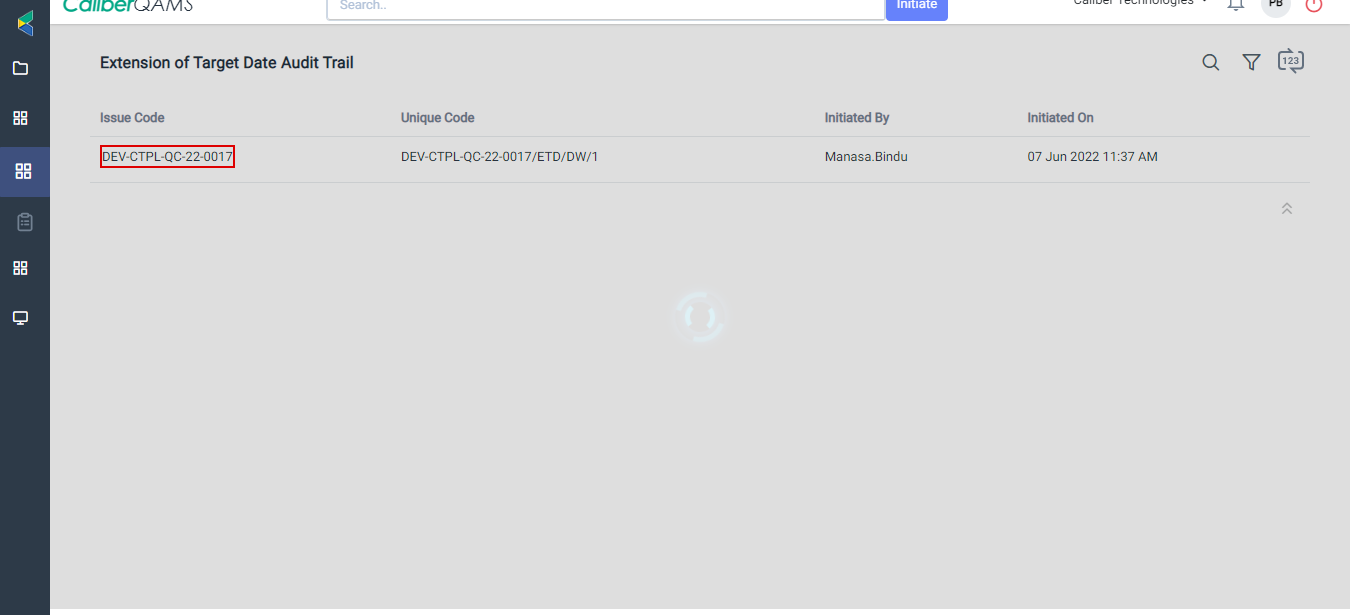 CaliberQAMS
Search..
Initiate
Caliber Technologies
PB
Extension of Target Date Audit Trail
123
Issue Code Unique Code Initiated By Initiated On
DEV-CTPL-QC-22-0017 DEV-CTPL-QC-22-0017/ETD/DW/1 Manasa.Bindu 07 Jun 2022 11:37 AM